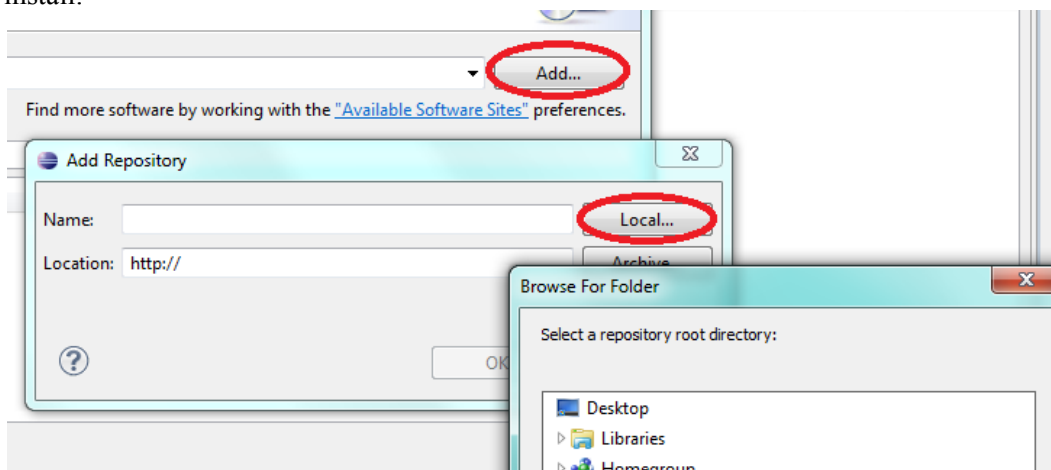 Add...
Find more software by working with the "Available Software Sites" preferences.
Add Repository
Name:
Local...
Location: http://
Archive...
Browse For Folder
Select a repository root directory:
OK
Desktop
Libraries
Homegroup